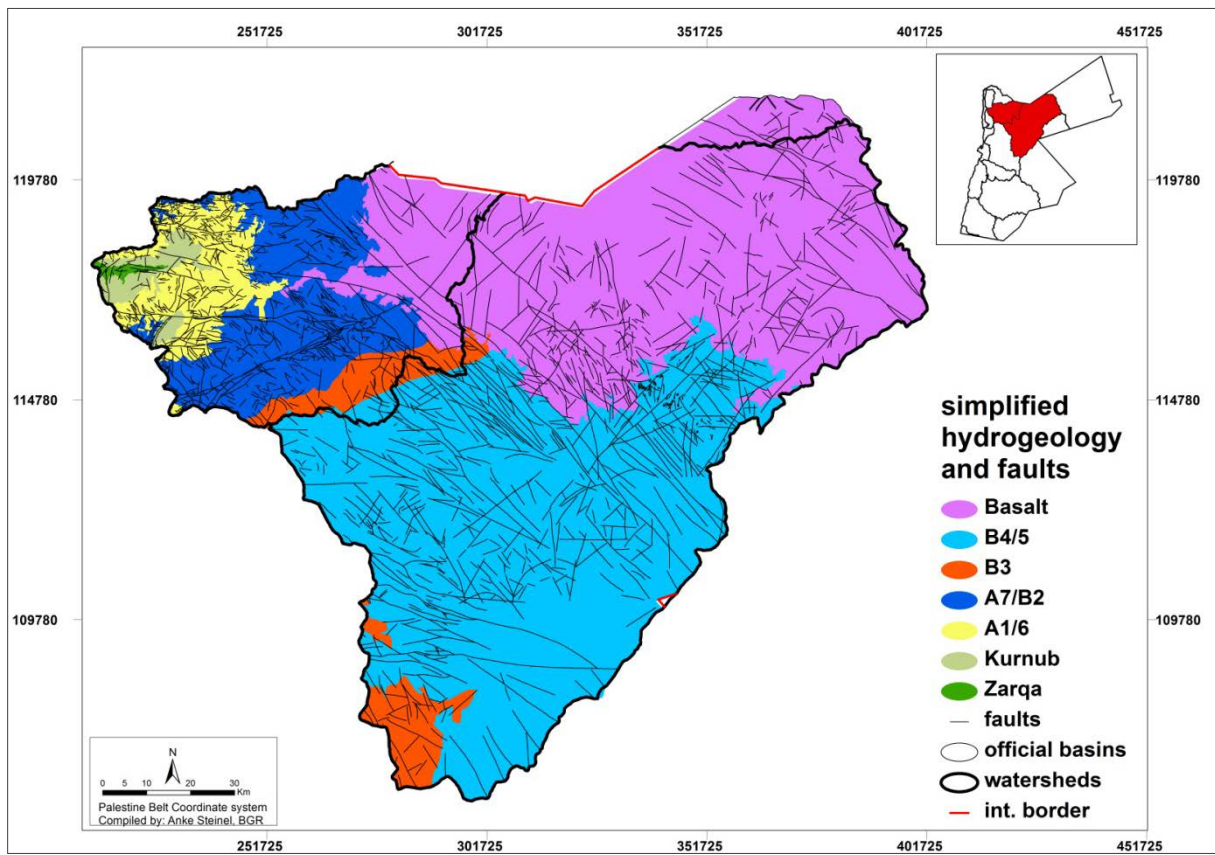 251725 301725 351725 401725 451725
119780 119780
114780 114780
simplified
hydrogeology
and faults
Basalt
B4/5
B3
A7/B2
A1/6
Kurnub
Zarqa
faults
official basins
watersheds
int. border
109780 109780
N
0 5 10 20 30
Km
Palestine Belt Coordinate system
Compiled by: Anke Steinel, BGR
251725 301725 351725 401725 451725